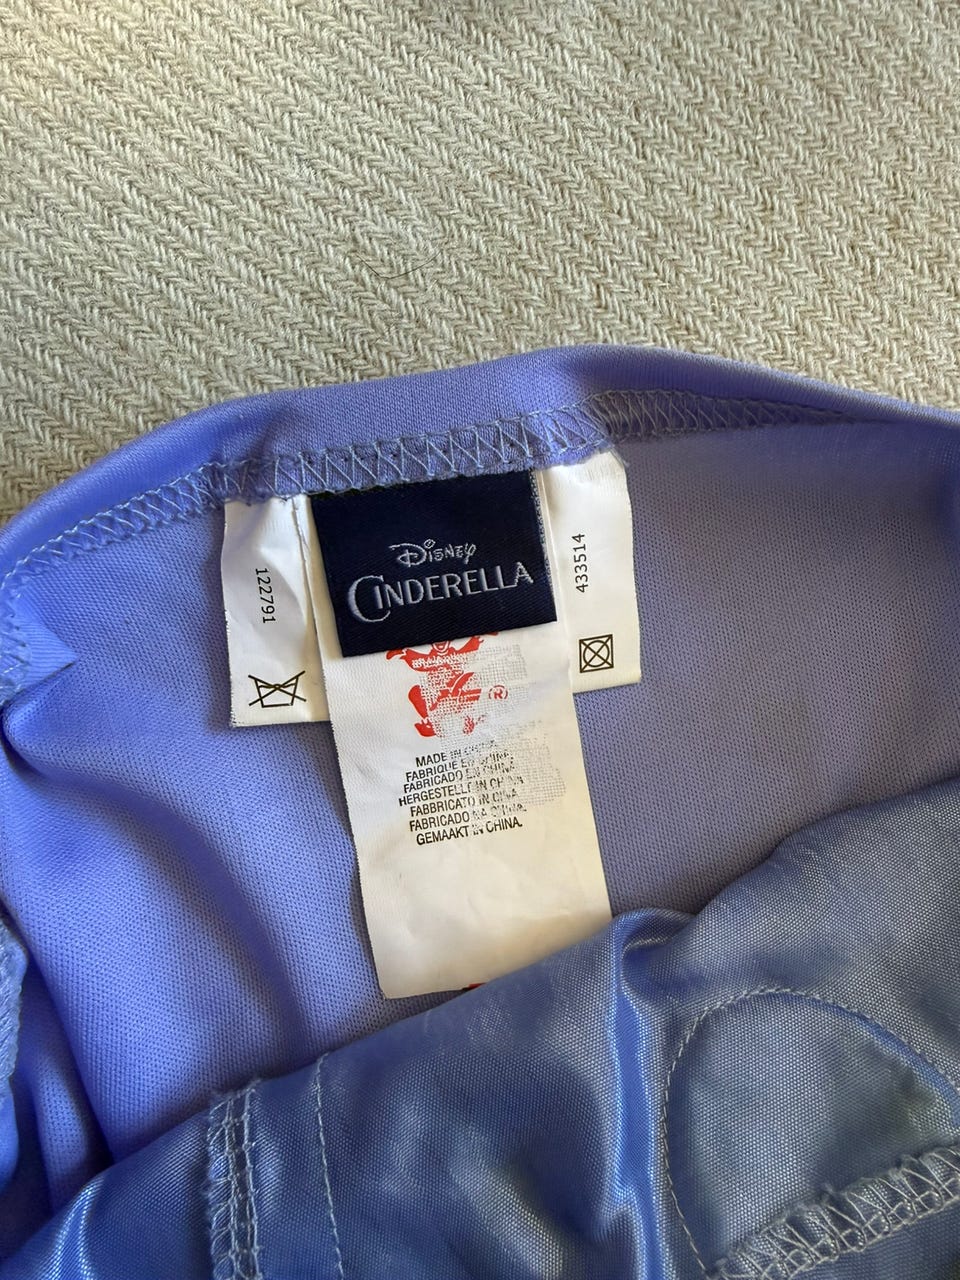 Disney
CINDERELLA
122791
433514
®
MADE IN CHINA.
FABRIQUE EN CHINE.
FABRICADO EN CHINA.
HERGESTELLT IN CHINA
FABBRICATO IN CINA.
FABRICADO NA CHINA.
GEMAAKT IN CHINA.